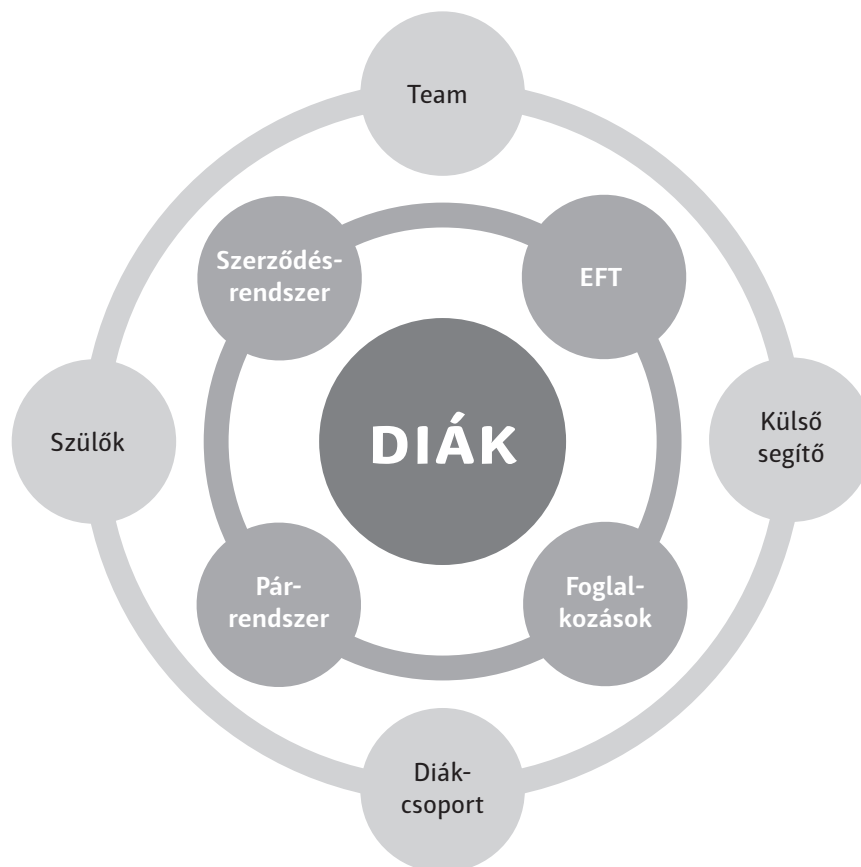 Team
Szerződés-
rendszer
EFT
Szülők
DIÁK
Külső
segítő
Pár-
rendszer
Foglal-
kozások
Diák-
csoport